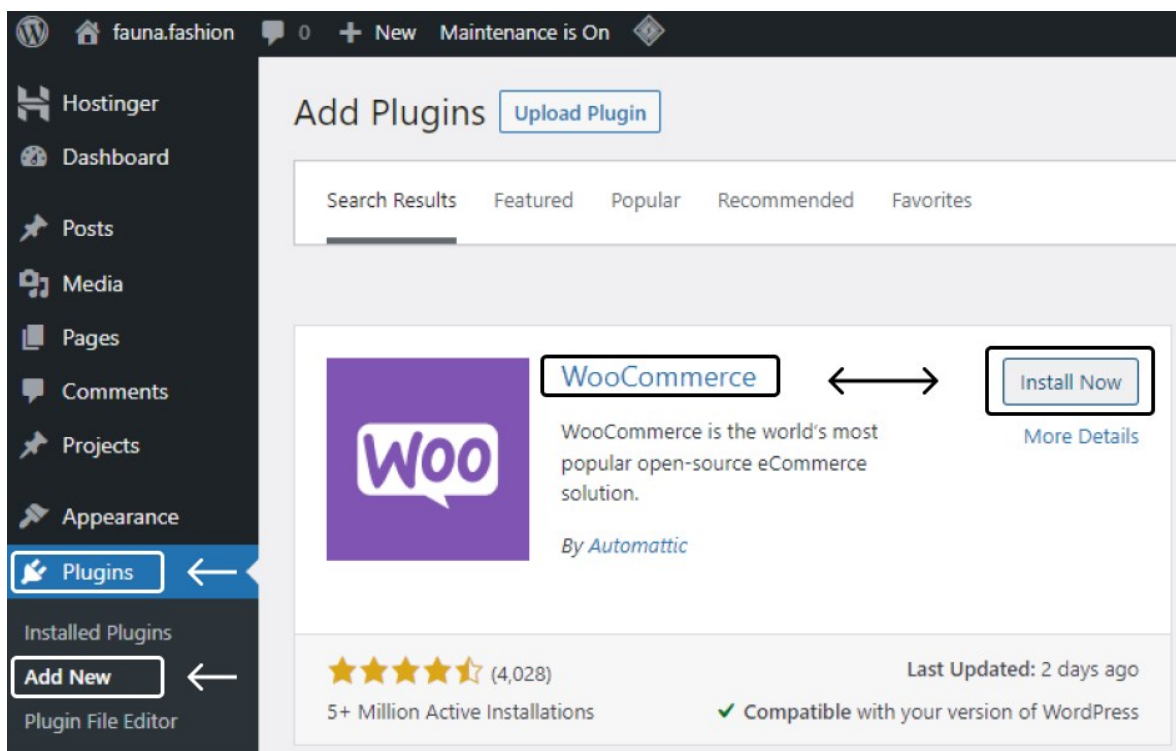 fauna.fashion 0 + New Maintenance is On
Hostinger
Dashboard
Posts
Media
Pages
Comments
Projects
Appearance
Plugins
Installed Plugins
Add New
Plugin File Editor
Add Plugins Upload Plugin
Search Results Featured Popular Recommended Favorites
Woo
WooCommerce
Install Now
More Details
WooCommerce is the world's most
popular open-source eCommerce
solution.
By Automattic
(4,028)
Last Updated: 2 days ago
5+ Million Active Installations
Compatible with your version of WordPress